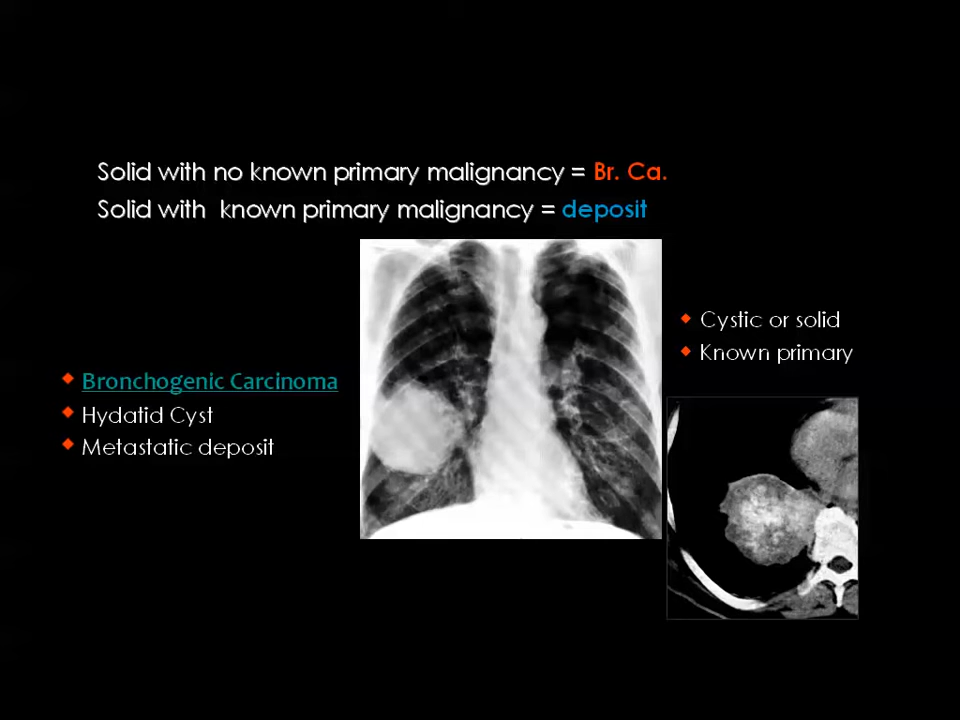 Solid with no known primary malignancy = Br. Ca.
Solid with known primary malignancy = deposit
Cystic or solid
Known primary
Bronchogenic Carcinoma
Hydatid Cyst
Metastatic deposit